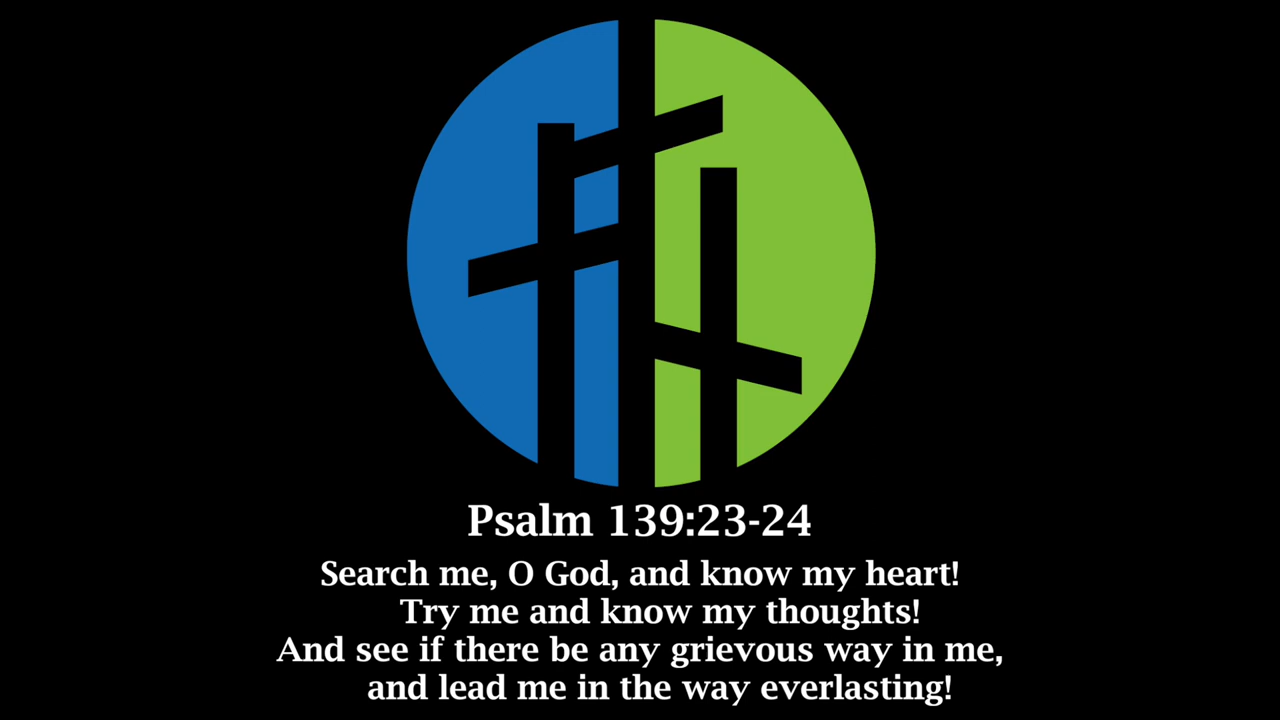 Psalm 139:23-24
Search me, O God, and know my heart!
Try me and know my thoughts!
And see if there be any grievous way in me,
and lead me in the way everlasting!